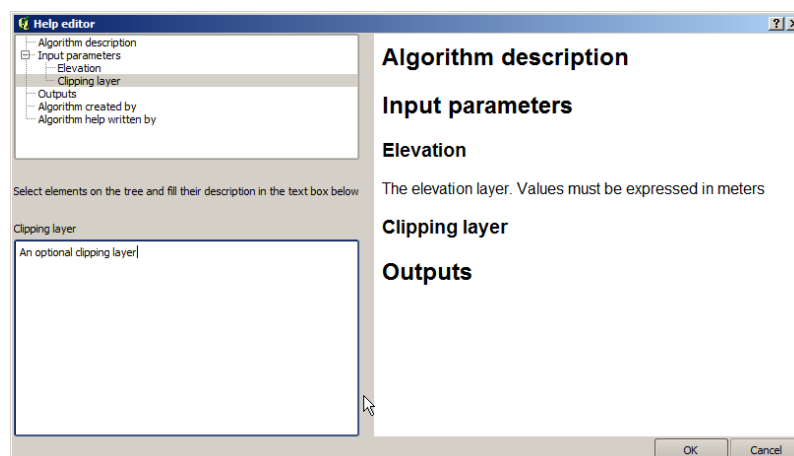 Help editor
Algorithm description
Input parameters
Elevation
Clipping layer
Outputs
Algorithm created by
Algorithm help written by
Select elements on the tree and fill their description in the text box below
Clipping layer
An optional clipping layer
Algorithm description
Input parameters
Elevation
The elevation layer. Values must be expressed in meters
Clipping layer
Outputs
OK
Cancel